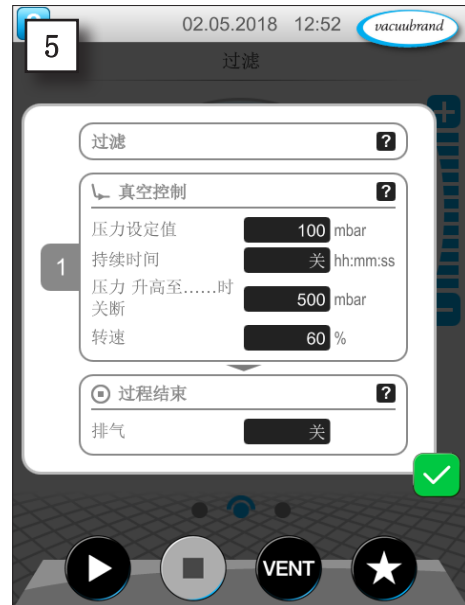 5
02.05.2018 12:52 vacuubrand
过滤
过滤 ?
真空控制 ?
1
压力设定值 100 mbar
持续时间 关 hh:mm:ss
压力 升高至……时
关断 500 mbar
转速 60 %
过程结束 ?
排气 关
VENT